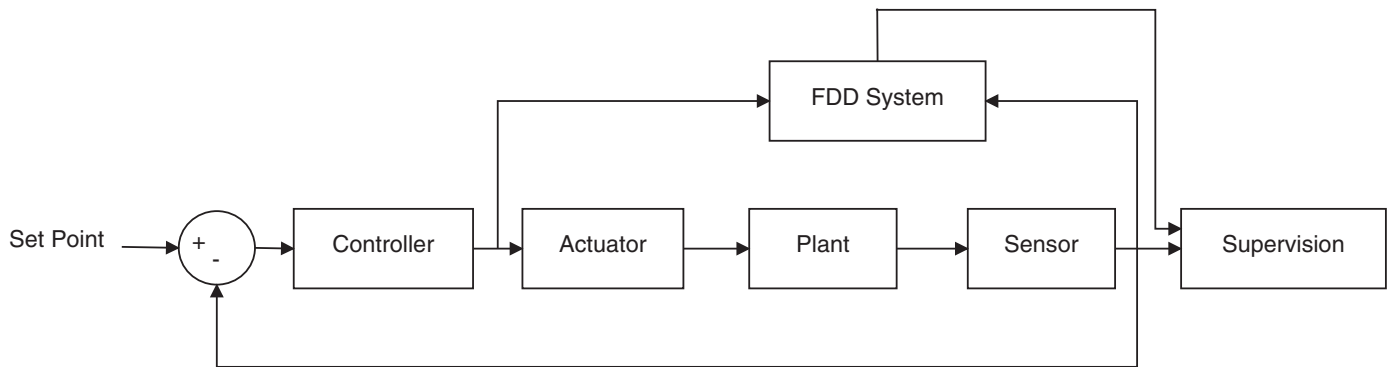 FDD System
Set Point
+
-
Controller
Actuator
Plant
Sensor
Supervision